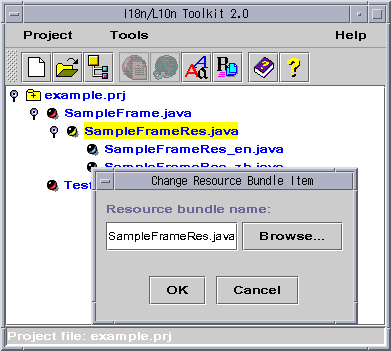 I18n/L10n Toolkit 2.0
Project Tools Help
example.prj
SampleFrame.java
SampleFrameRes.java
SampleFrameRes_en.java
SampleFrameRes_zh.java
Test
Change Resource Bundle Item
Resource bundle name:
SampleFrameRes.java Browse...
OK Cancel
Project file: example.prj